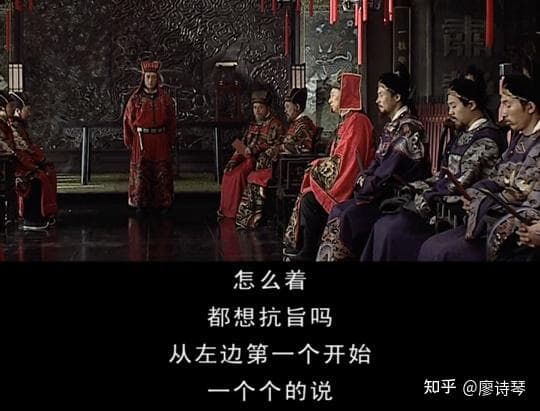 怎么着
都想抗旨吗
从左边第一个开始
一个个的说
知乎 @廖诗琴